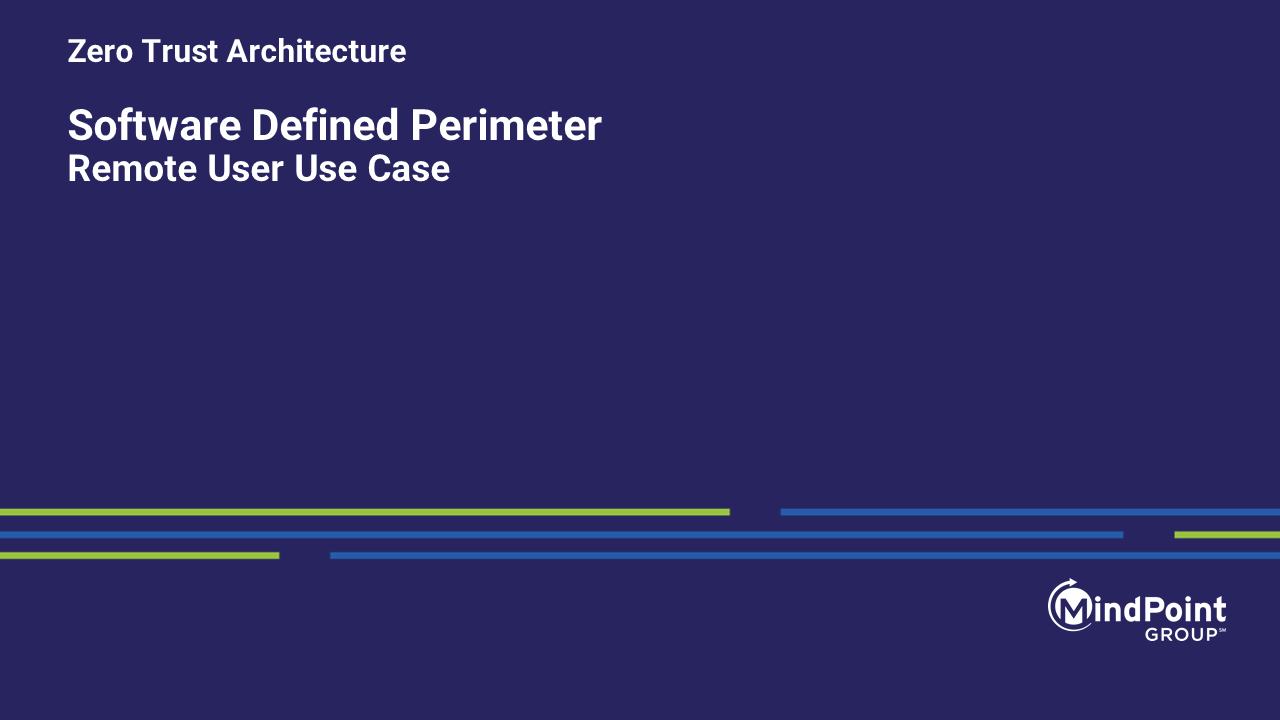 Zero Trust Architecture
Software Defined Perimeter
Remote User Use Case
MindPoint
GROUP℠